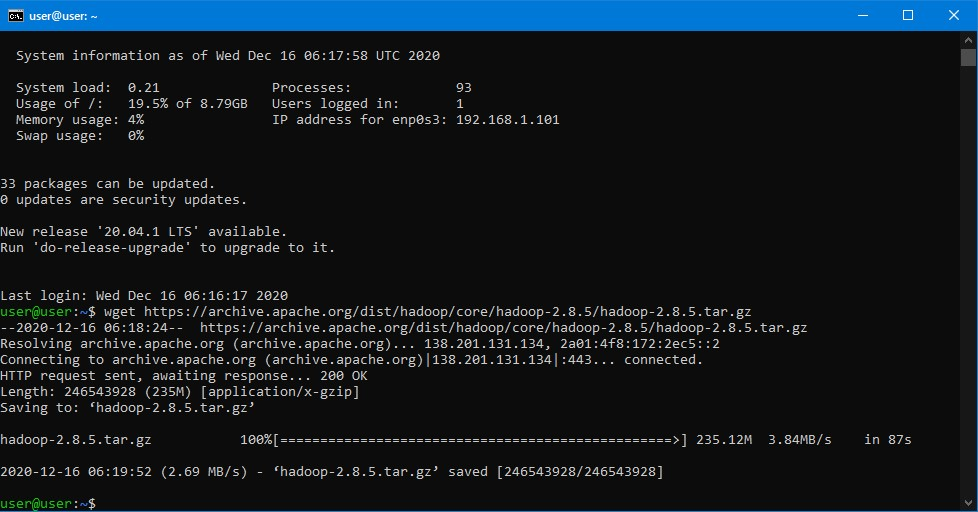 user@user: ~
System information as of Wed Dec 16 06:17:58 UTC 2020
System load:  0.21              Processes:              93
Usage of /:   19.5% of 8.79GB   Users logged in:        1
Memory usage: 4%                IP address for enp0s3: 192.168.1.101
Swap usage:   0%
33 packages can be updated.
0 updates are security updates.
New release '20.04.1 LTS' available.
Run 'do-release-upgrade' to upgrade to it.
Last login: Wed Dec 16 06:16:17 2020
user@user:~$ wget https://archive.apache.org/dist/hadoop/core/hadoop-2.8.5/hadoop-2.8.5.tar.gz
--2020-12-16 06:18:24--  https://archive.apache.org/dist/hadoop/core/hadoop-2.8.5/hadoop-2.8.5.tar.gz
Resolving archive.apache.org (archive.apache.org)... 138.201.131.134, 2a01:4f8:172:2ec5::2
Connecting to archive.apache.org (archive.apache.org)|138.201.131.134|:443... connected.
HTTP request sent, awaiting response... 200 OK
Length: 246543928 (235M) [application/x-gzip]
Saving to: ‘hadoop-2.8.5.tar.gz’
hadoop-2.8.5.tar.gz           100%[=================================================>] 235.12M  3.84MB/s    in 87s
2020-12-16 06:19:52 (2.69 MB/s) - ‘hadoop-2.8.5.tar.gz’ saved [246543928/246543928]
user@user:~$